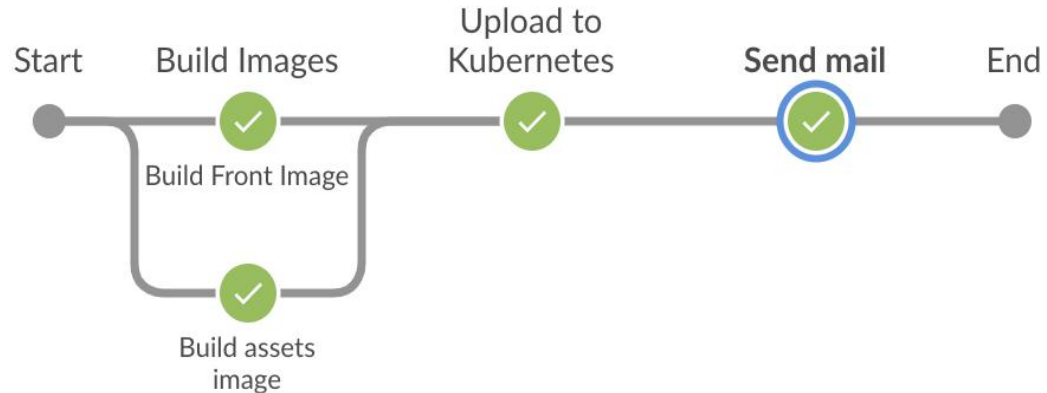 Start
Build Images
Upload to
Kubernetes
Send mail
End
Build Front Image
Build assets
image